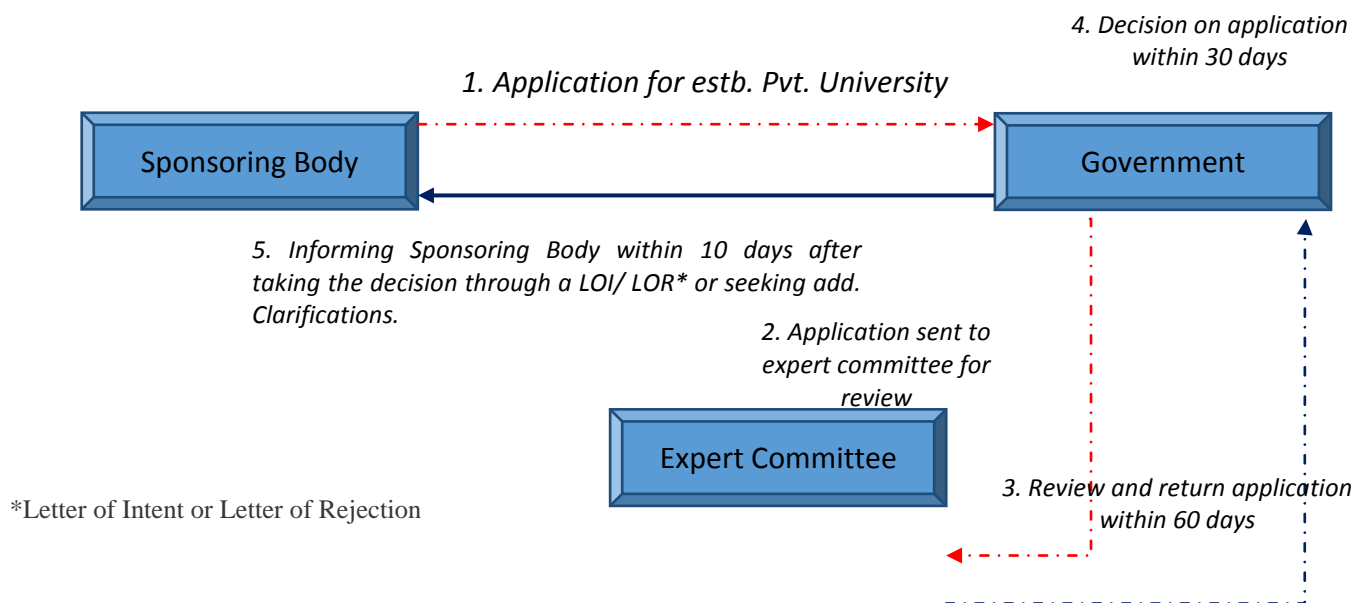 4. Decision on application
within 30 days
1. Application for estb. Pvt. University
Sponsoring Body
Government
5. Informing Sponsoring Body within 10 days after
taking the decision through a LOI/ LOR* or seeking add.
Clarifications.
2. Application sent to
expert committee for
review
Expert Committee
3. Review and return application
within 60 days
*Letter of Intent or Letter of Rejection